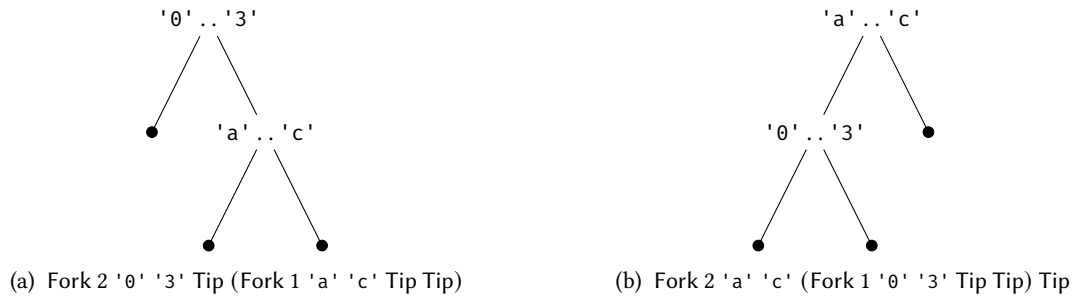 '0'..'3'
'a'..'c'
'a'..'c'
'0'..'3'
(a) Fork 2 '0' '3' Tip (Fork 1 'a' 'c' Tip Tip)
(b) Fork 2 'a' 'c' (Fork 1 '0' '3' Tip Tip) Tip